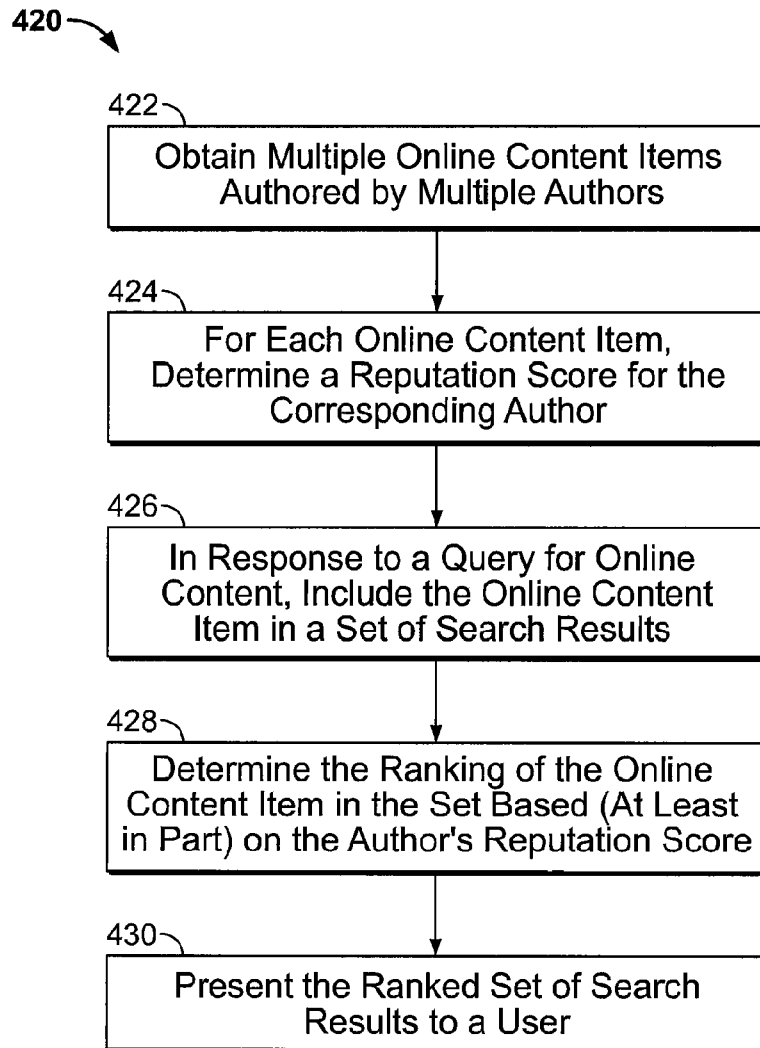 420
422
Obtain Multiple Online Content Items
Authored by Multiple Authors
424
For Each Online Content Item,
Determine a Reputation Score for the
Corresponding Author
426
In Response to a Query for Online
Content, Include the Online Content
Item in a Set of Search Results
428
Determine the Ranking of the Online
Content Item in the Set Based (At Least
in Part) on the Author's Reputation Score
430
Present the Ranked Set of Search
Results to a User